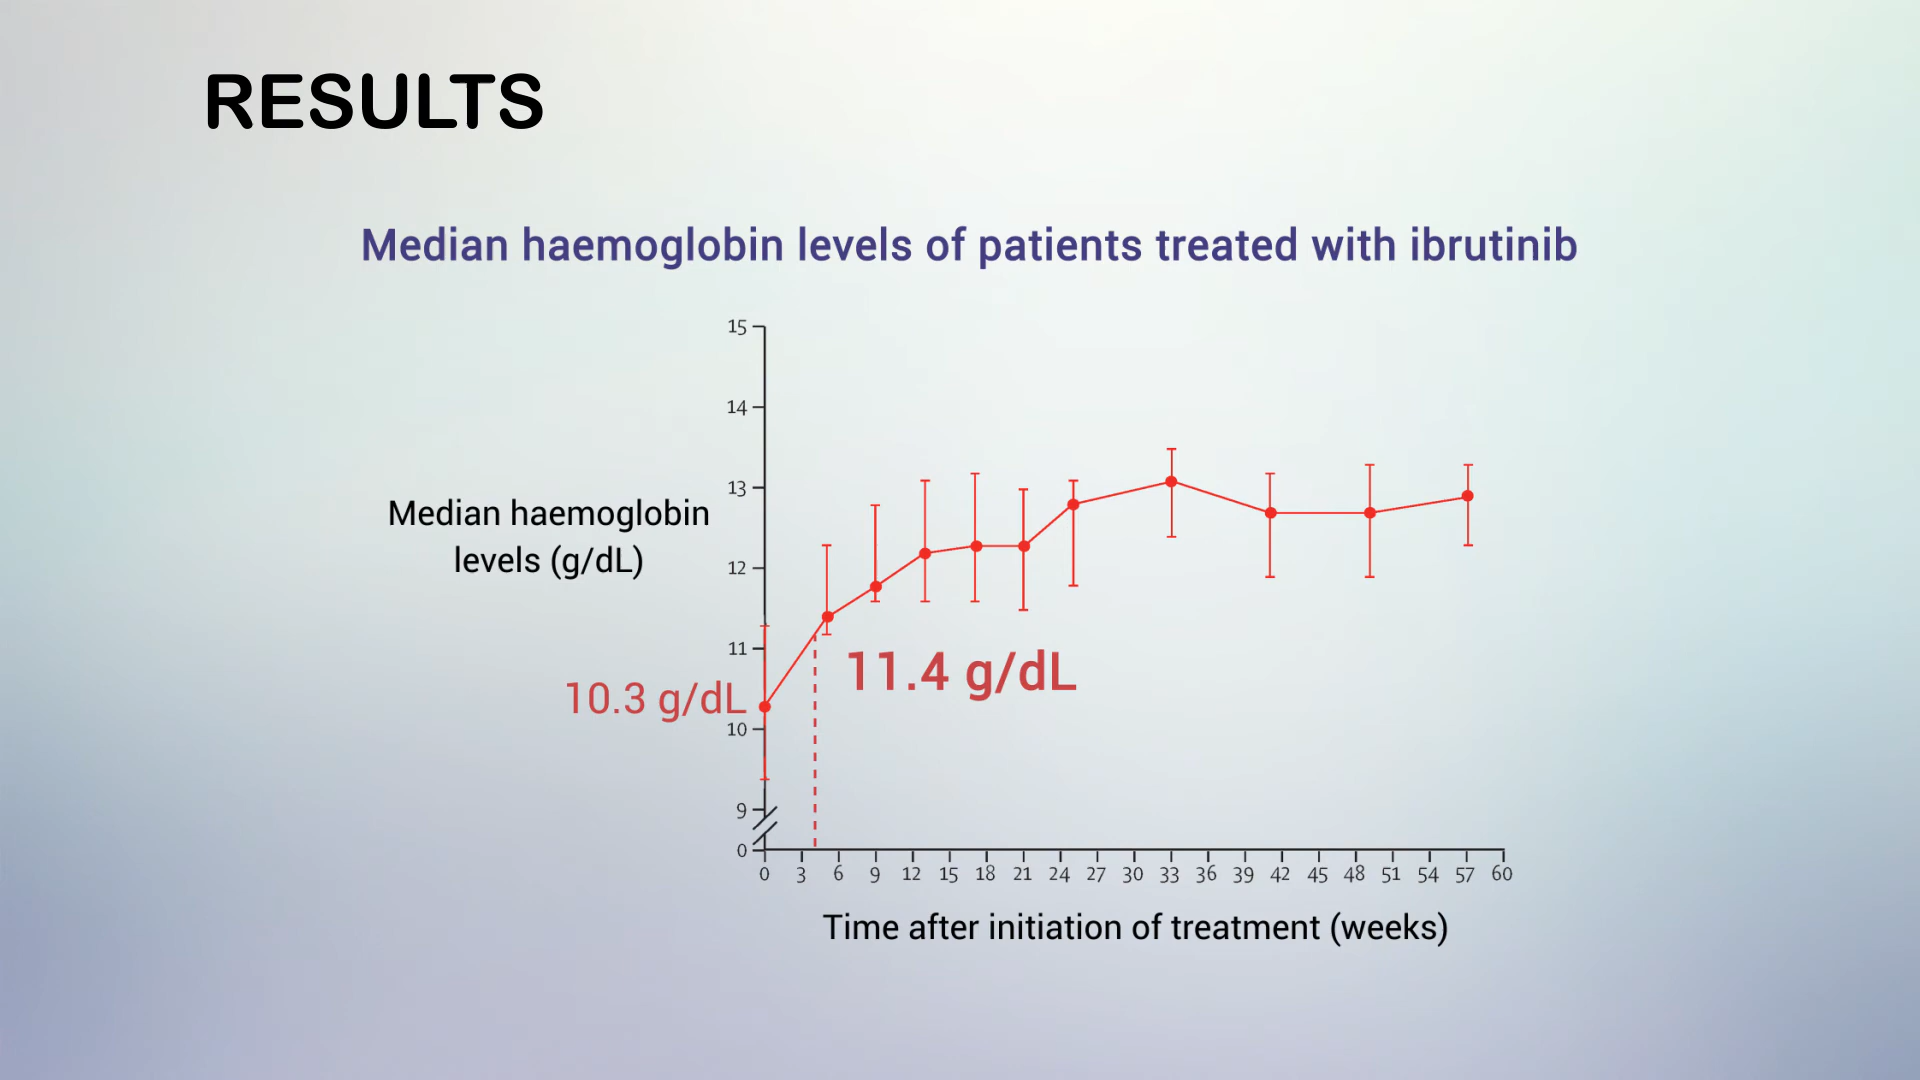 RESULTS
Median haemoglobin levels of patients treated with ibrutinib
15
14
13
12
11
10
9
0
Median haemoglobin
levels (g/dL)
10.3 g/dL
11.4 g/dL
0 3 6 9 12 15 18 21 24 27 30 33 36 39 42 45 48 51 54 57 60
Time after initiation of treatment (weeks)